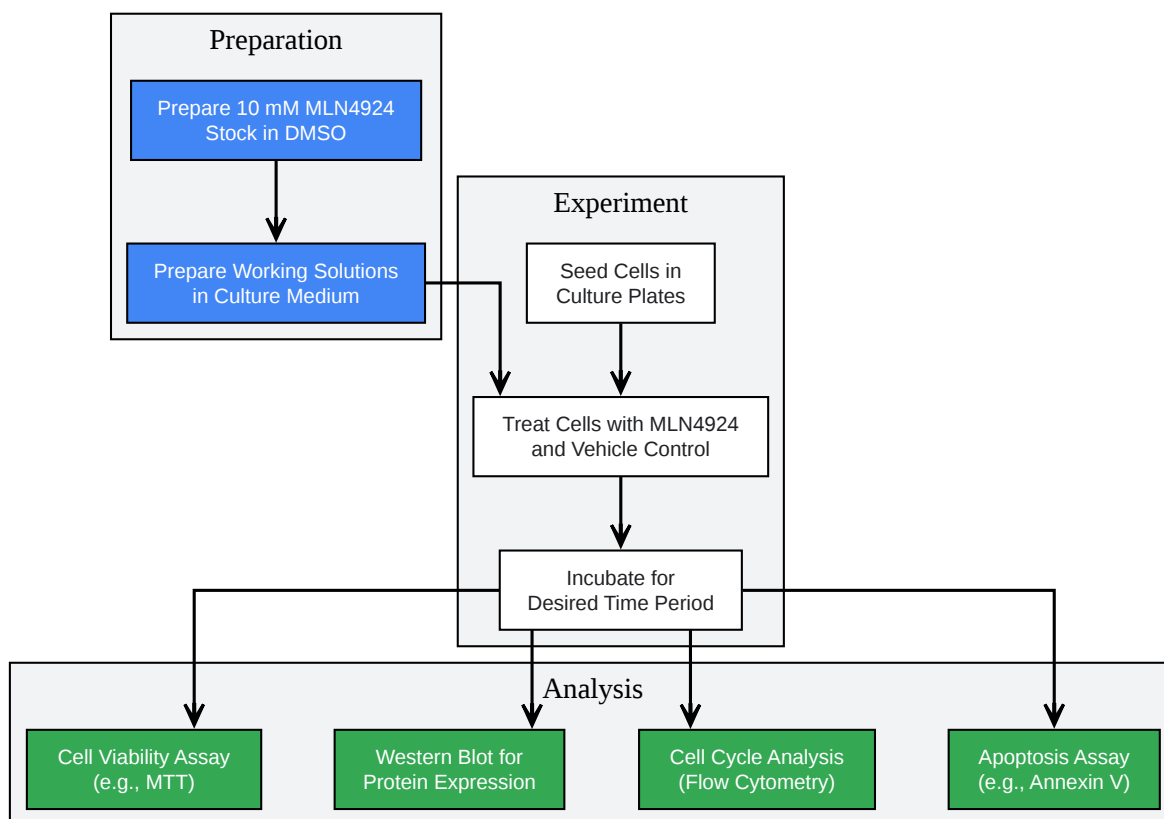 Preparation
Prepare 10 mM MLN4924
Stock in DMSO
Prepare Working Solutions
in Culture Medium
Experiment
Seed Cells in
Culture Plates
Treat Cells with MLN4924
and Vehicle Control
Incubate for
Desired Time Period
Analysis
Cell Viability Assay
(e.g., MTT)
Western Blot for
Protein Expression
Cell Cycle Analysis
(Flow Cytometry)
Apoptosis Assay
(e.g., Annexin V)